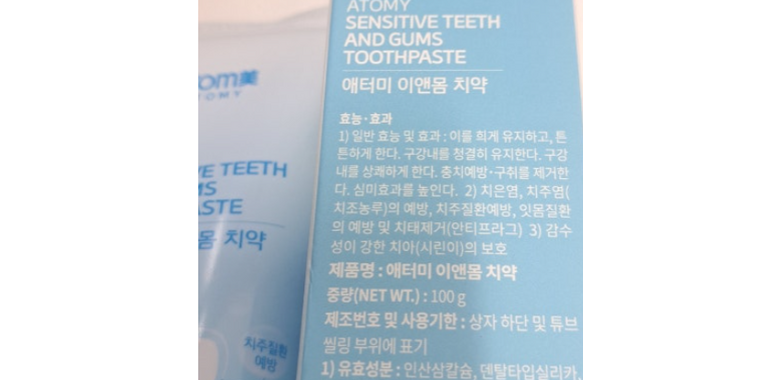 ATOMY
SENSITIVE TEETH
AND GUMS
TOOTHPASTE
애터미 이앤몸 치약
효능·효과
1) 일반 효능 및 효과 : 이를 희게 유지하고, 튼
튼하게 한다. 구강내를 청결히 유지한다. 구강
내를 상쾌하게 한다. 충치예방·구취를 제거한
다. 심미효과를 높인다. 2) 치은염, 치주염(
치조농루)의 예방, 치주질환예방, 잇몸질환
의 예방 및 치태제거(안티프라그) 3) 감수
성이 강한 치아(시린이)의 보호
제품명 : 애터미 이앤몸 치약
중량(NET WT.) : 100 g
제조번호 및 사용기한 : 상자 하단 및 튜브
씰링 부위에 표기
1) 유효성분 : 인산삼칼슘, 덴탈타입실리카,
om美
TOMY
VE TEETH
MS
ASTE
몸 치약
치주질환
예방